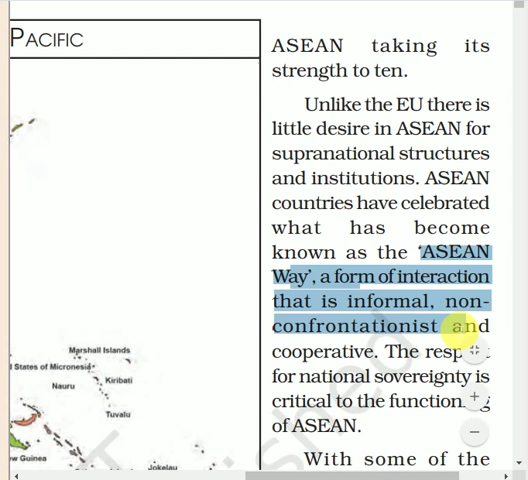 PACIFIC
Marshall Islands
States of Micronesia
Nauru
Kiribati
Tuvalu
w Guinea
Jokelau
ASEAN taking its
strength to ten.
Unlike the EU there is
little desire in ASEAN for
supranational structures
and institutions. ASEAN
countries have celebrated
what has become
known as the ‘ASEAN
Way’, a form of interaction
that is informal, non-
confrontationist and
cooperative. The resp
for national sovereignty is
critical to the function g
of ASEAN.
With some of the